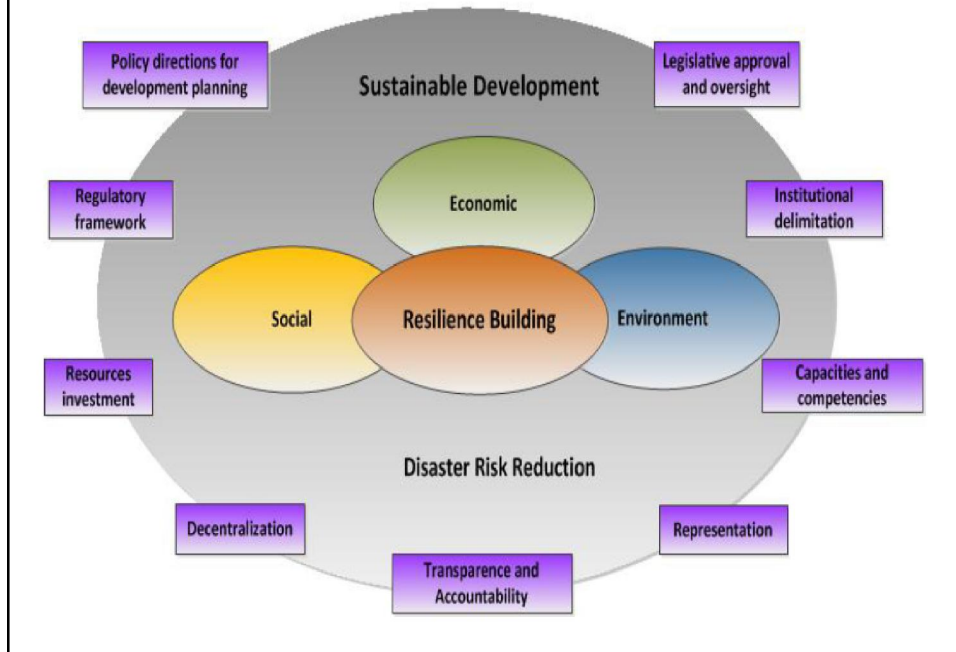 Policy directions for
development planning
Legislative approval
and oversight
Sustainable Development
Regulatory
framework
Economic
Institutional
delimitation
Social
Resilience Building
Environment
Resources
investment
Capacities and
competencies
Disaster Risk Reduction
Decentralization
Representation
Transparence and
Accountability